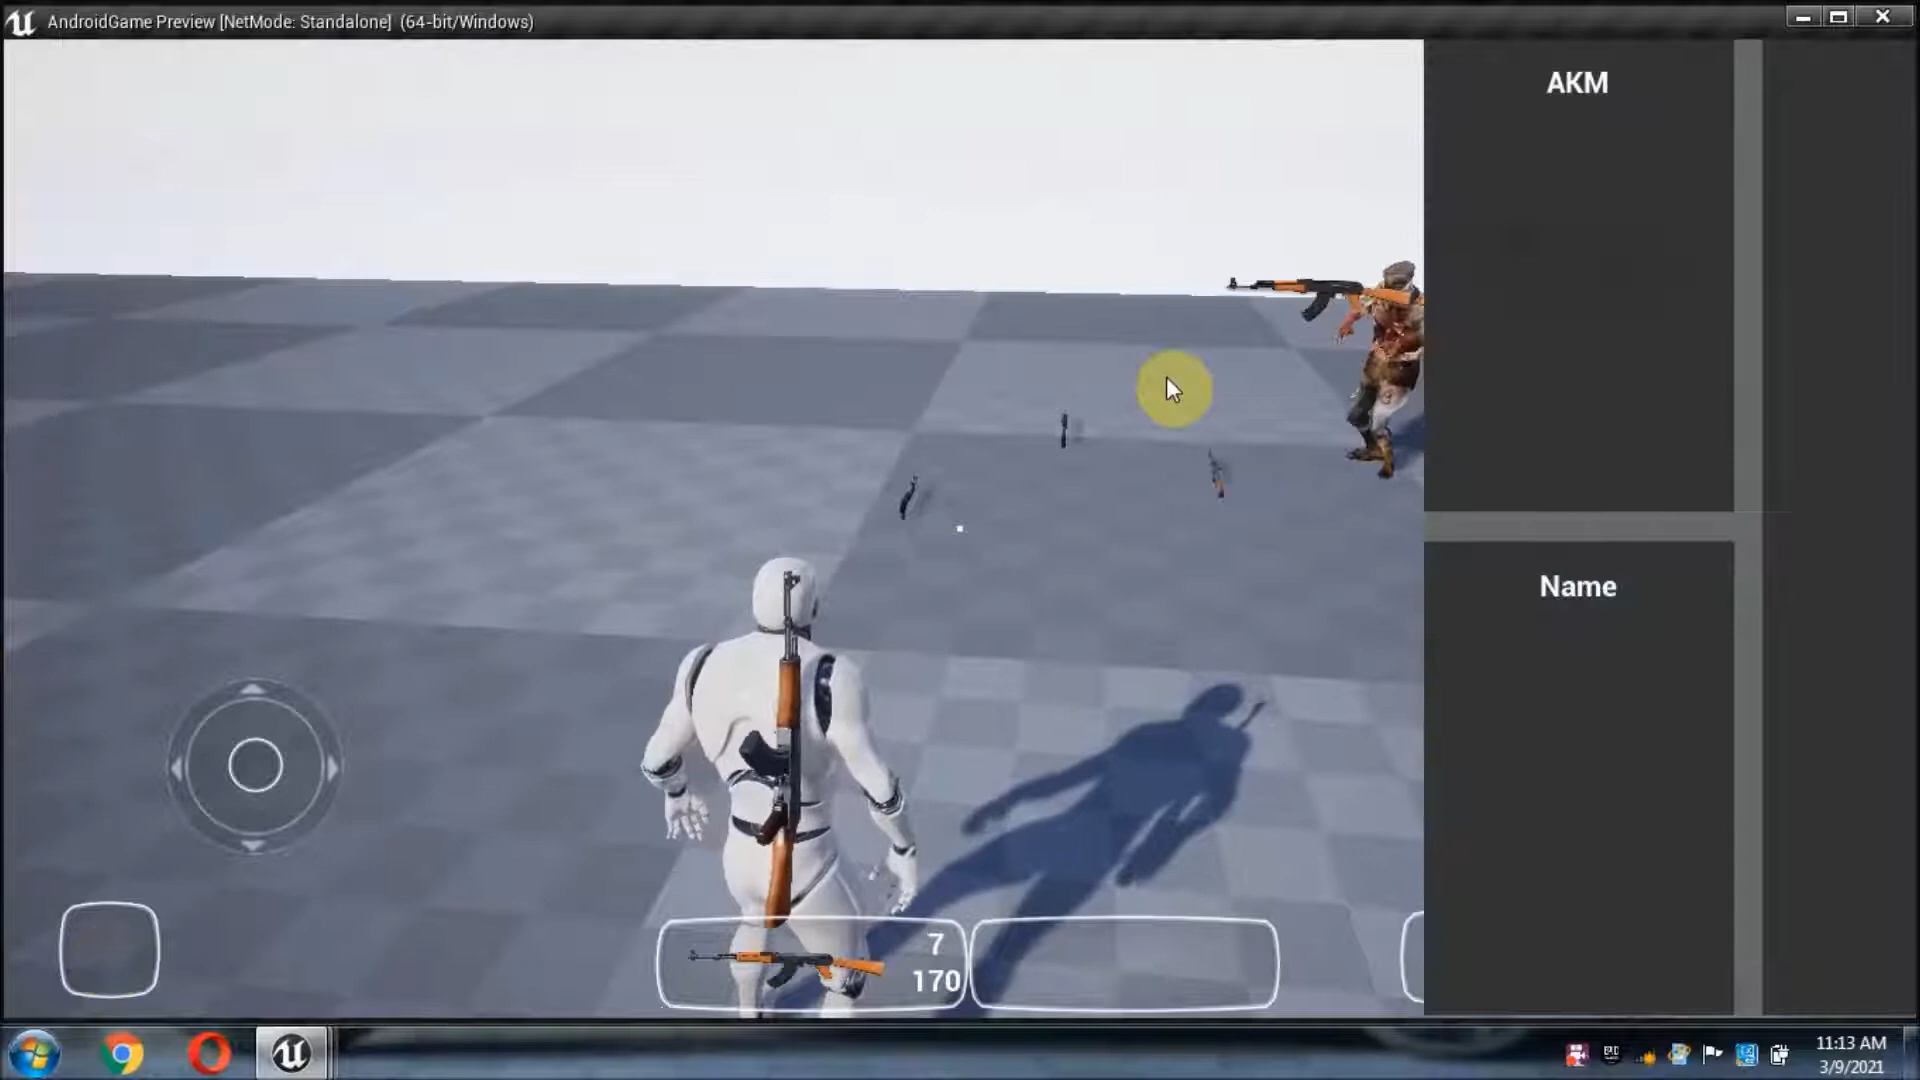 AndroidGame Preview [NetMode: Standalone] (64-bit/Windows)
AKM
Name
7
170
11:13 AM
3/9/2021